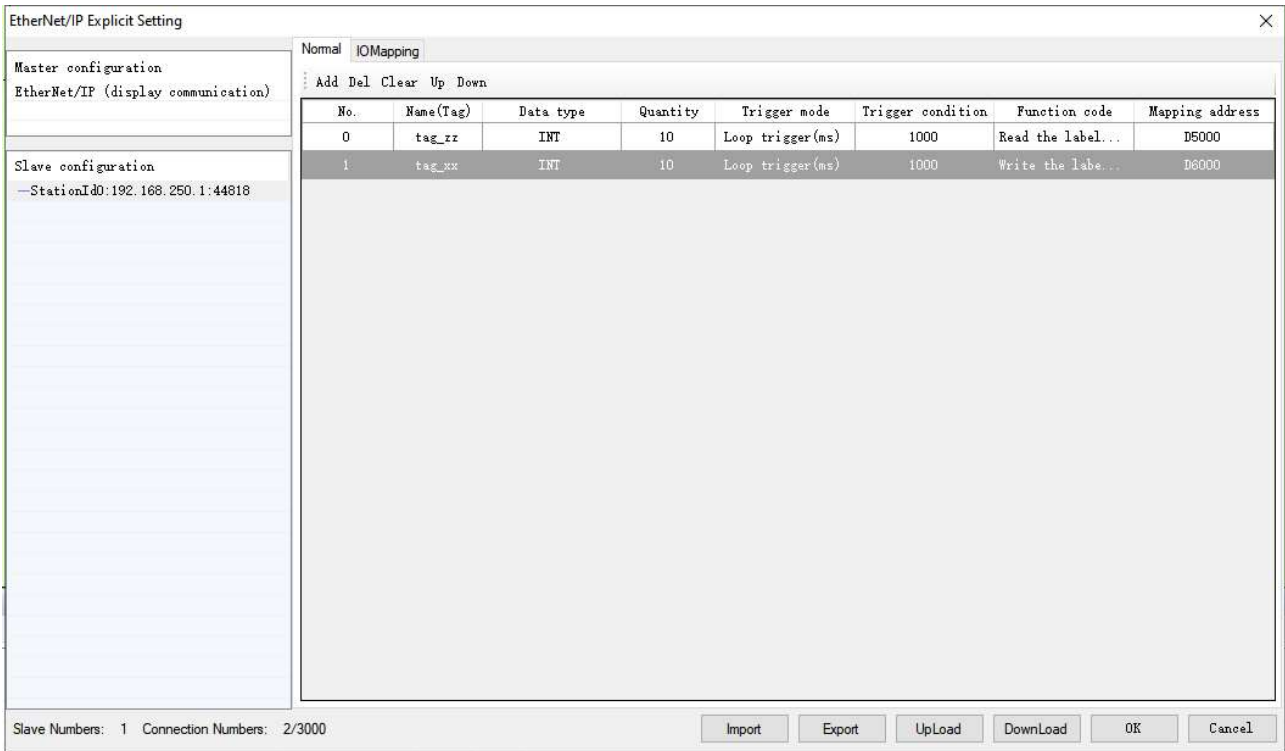 EtherNet/IP Explicit Setting
Master configuration
EtherNet/IP (display communication)
Slave configuration
StationId0:192.168.250.1:44818
Normal IOMapping
Add Del Clear Up Down
No. Name(Tag) Data type Quantity Trigger mode Trigger condition Function code Mapping address
0 tag_zz INT 10 Loop trigger(ms) 1000 Read the label... D5000
1 tag_xx INT 10 Loop trigger(ms) 1000 Write the labe... D6000
Slave Numbers: 1 Connection Numbers: 2/3000
Import Export UpLoad DownLoad OK Cancel